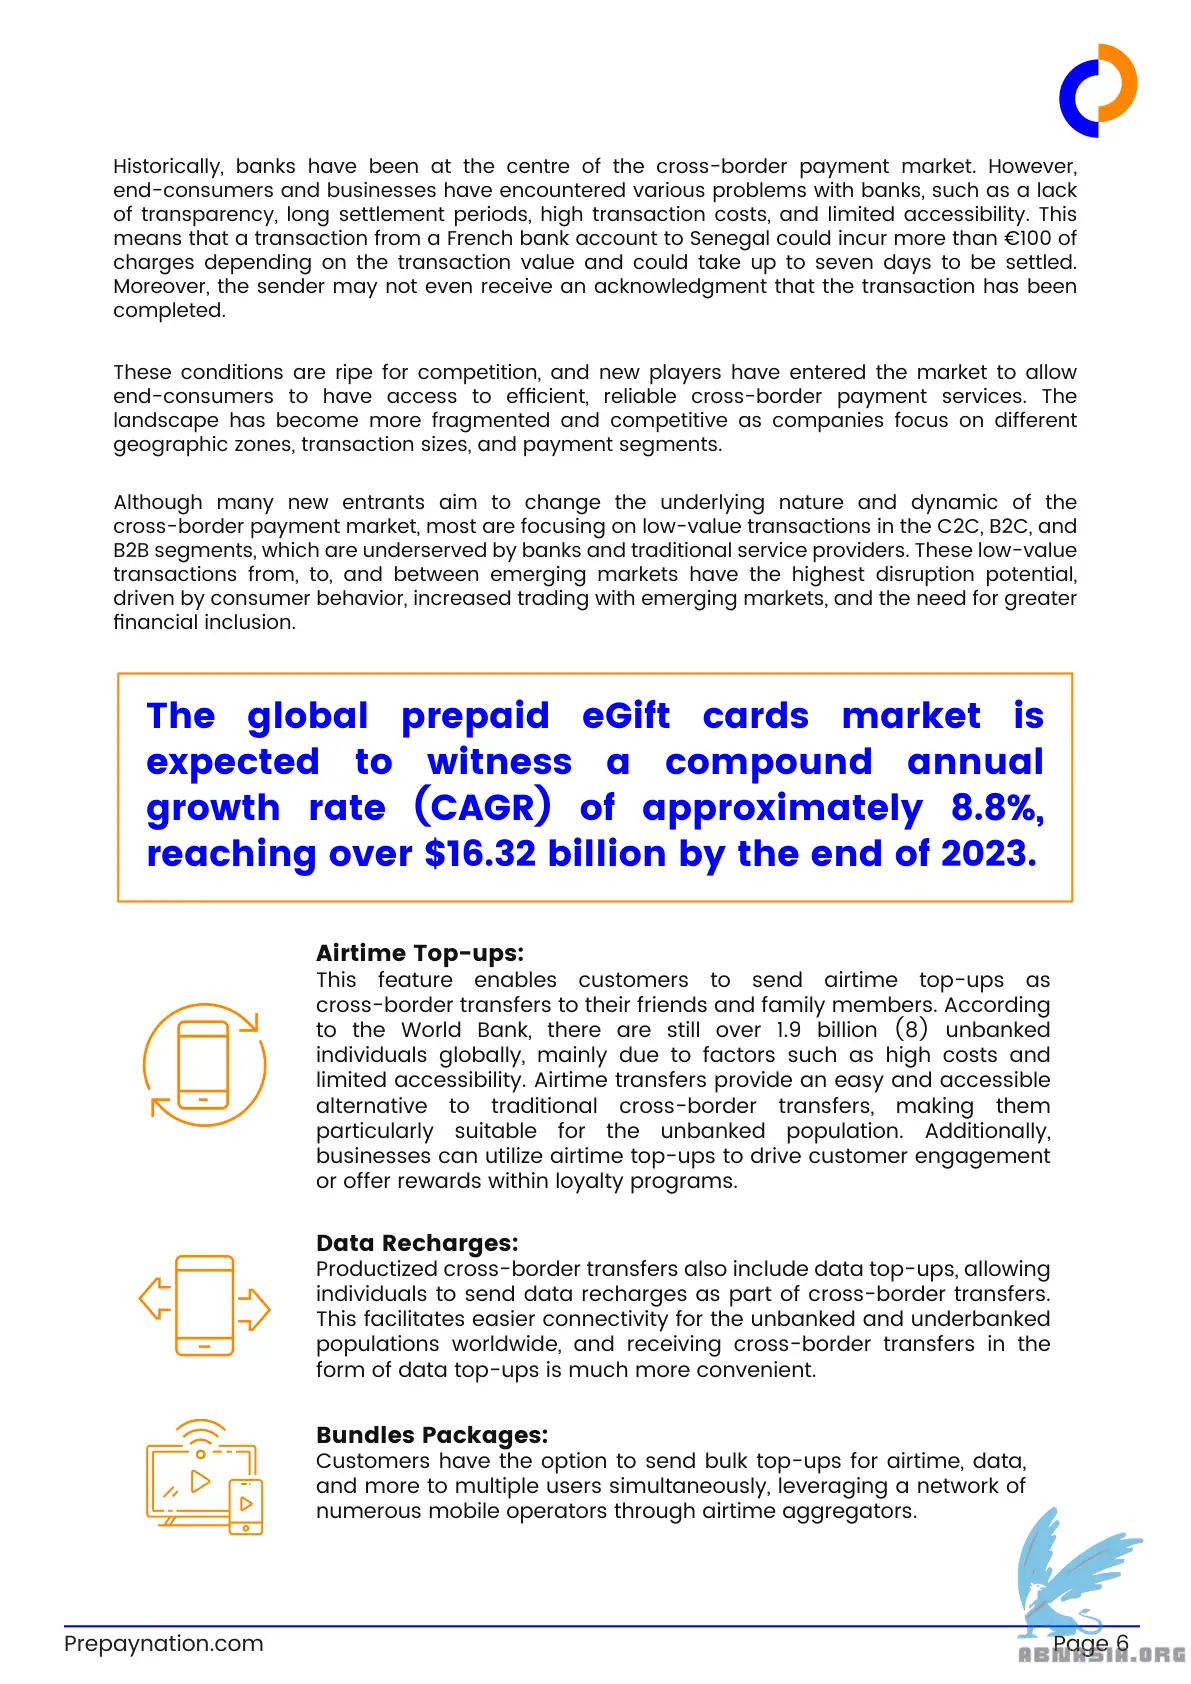 Historically, banks have been at the centre of the cross-border payment market. However,
end-consumers and businesses have encountered various problems with banks, such as a lack
of transparency, long settlement periods, high transaction costs, and limited accessibility. This
means that a transaction from a French bank account to Senegal could incur more than €100 of
charges depending on the transaction value and could take up to seven days to be settled.
Moreover, the sender may not even receive an acknowledgment that the transaction has been
completed.
These conditions are ripe for competition, and new players have entered the market to allow
end-consumers to have access to efficient, reliable cross-border payment services. The
landscape has become more fragmented and competitive as companies focus on different
geographic zones, transaction sizes, and payment segments.
Although many new entrants aim to change the underlying nature and dynamic of the
cross-border payment market, most are focusing on low-value transactions in the C2C, B2C, and
B2B segments, which are underserved by banks and traditional service providers. These low-value
transactions from, to, and between emerging markets have the highest disruption potential,
driven by consumer behavior, increased trading with emerging markets, and the need for greater
financial inclusion.
The global prepaid eGift cards market is
expected to witness a compound annual
growth rate (CAGR) of approximately 8.8%,
reaching over $16.32 billion by the end of 2023.
Airtime Top-ups:
This feature enables customers to send airtime top-ups as
cross-border transfers to their friends and family members. According
to the World Bank, there are still over 1.9 billion (8) unbanked
individuals globally, mainly due to factors such as high costs and
limited accessibility. Airtime transfers provide an easy and accessible
alternative to traditional cross-border transfers, making them
particularly suitable for the unbanked population. Additionally,
businesses can utilize airtime top-ups to drive customer engagement
or offer rewards within loyalty programs.
Data Recharges:
Productized cross-border transfers also include data top-ups, allowing
individuals to send data recharges as part of cross-border transfers.
This facilitates easier connectivity for the unbanked and underbanked
populations worldwide, and receiving cross-border transfers in the
form of data top-ups is much more convenient.
Bundles Packages:
Customers have the option to send bulk top-ups for airtime, data,
and more to multiple users simultaneously, leveraging a network of
numerous mobile operators through airtime aggregators.
Prepaynation.com
Page 6
ABMASIA.ORG